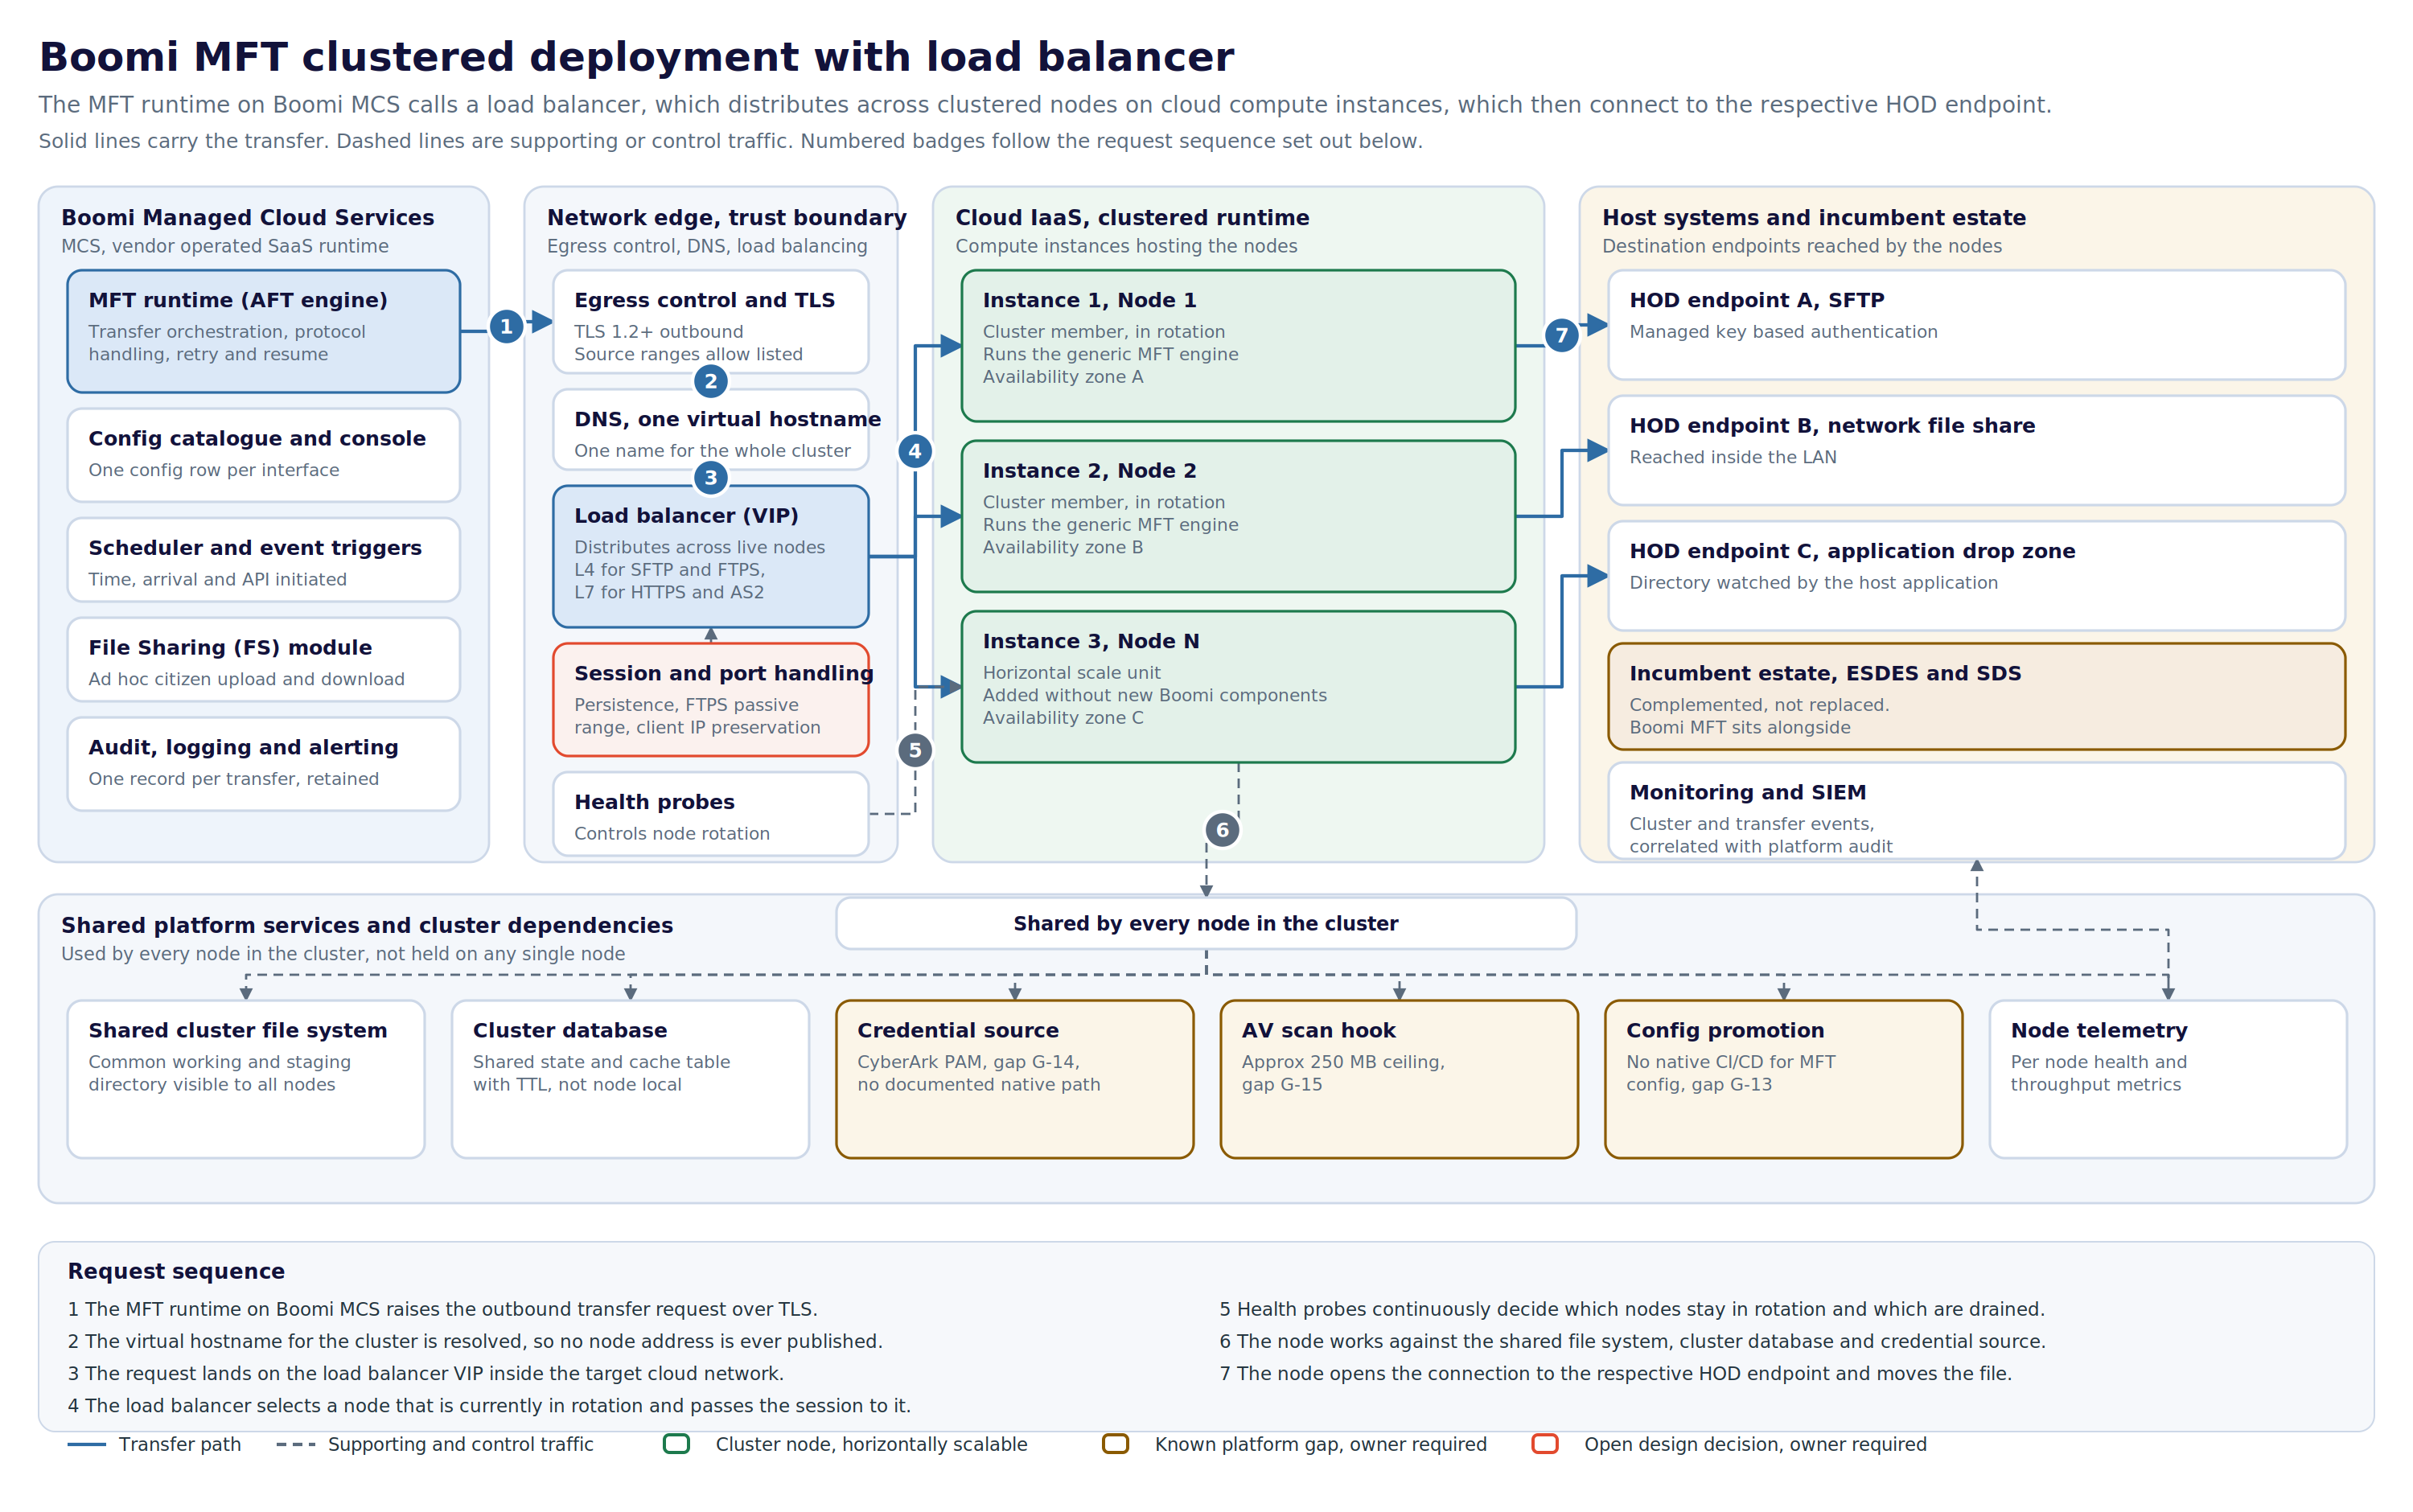 Boomi MFT clustered deployment with load balancer
The MFT runtime on Boomi MCS calls a load balancer, which distributes across clustered nodes on cloud compute instances, which then connect to the respective HOD endpoint.
Solid lines carry the transfer. Dashed lines are supporting or control traffic. Numbered badges follow the request sequence set out below.
Boomi Managed Cloud Services
MCS, vendor operated SaaS runtime
MFT runtime (AFT engine)
Transfer orchestration, protocol
handling, retry and resume
Config catalogue and console
One config row per interface
Scheduler and event triggers
Time, arrival and API initiated
File Sharing (FS) module
Ad hoc citizen upload and download
Audit, logging and alerting
One record per transfer, retained
1
Network edge, trust boundary
Egress control, DNS, load balancing
Egress control and TLS
TLS 1.2+ outbound
Source ranges allow listed
2
DNS, one virtual hostname
One name for the whole cluster
3
Load balancer (VIP)
Distributes across live nodes
L4 for SFTP and FTPS,
L7 for HTTPS and AS2
Session and port handling
Persistence, FTPS passive
range, client IP preservation
Health probes
Controls node rotation
4
5
Cloud IaaS, clustered runtime
Compute instances hosting the nodes
Instance 1, Node 1
Cluster member, in rotation
Runs the generic MFT engine
Availability zone A
Instance 2, Node 2
Cluster member, in rotation
Runs the generic MFT engine
Availability zone B
Instance 3, Node N
Horizontal scale unit
Added without new Boomi components
Availability zone C
6
7
Host systems and incumbent estate
Destination endpoints reached by the nodes
HOD endpoint A, SFTP
Managed key based authentication
HOD endpoint B, network file share
Reached inside the LAN
HOD endpoint C, application drop zone
Directory watched by the host application
Incumbent estate, ESDES and SDS
Complemented, not replaced.
Boomi MFT sits alongside
Monitoring and SIEM
Cluster and transfer events,
correlated with platform audit
Shared platform services and cluster dependencies
Used by every node in the cluster, not held on any single node
Shared by every node in the cluster
Shared cluster file system
Common working and staging
directory visible to all nodes
Cluster database
Shared state and cache table
with TTL, not node local
Credential source
CyberArk PAM, gap G-14,
no documented native path
AV scan hook
Approx 250 MB ceiling,
gap G-15
Config promotion
No native CI/CD for MFT
config, gap G-13
Node telemetry
Per node health and
throughput metrics
Request sequence
1 The MFT runtime on Boomi MCS raises the outbound transfer request over TLS.
2 The virtual hostname for the cluster is resolved, so no node address is ever published.
3 The request lands on the load balancer VIP inside the target cloud network.
4 The load balancer selects a node that is currently in rotation and passes the session to it.
5 Health probes continuously decide which nodes stay in rotation and which are drained.
6 The node works against the shared file system, cluster database and credential source.
7 The node opens the connection to the respective HOD endpoint and moves the file.
Transfer path
Supporting and control traffic
Cluster node, horizontally scalable
Known platform gap, owner required
Open design decision, owner required